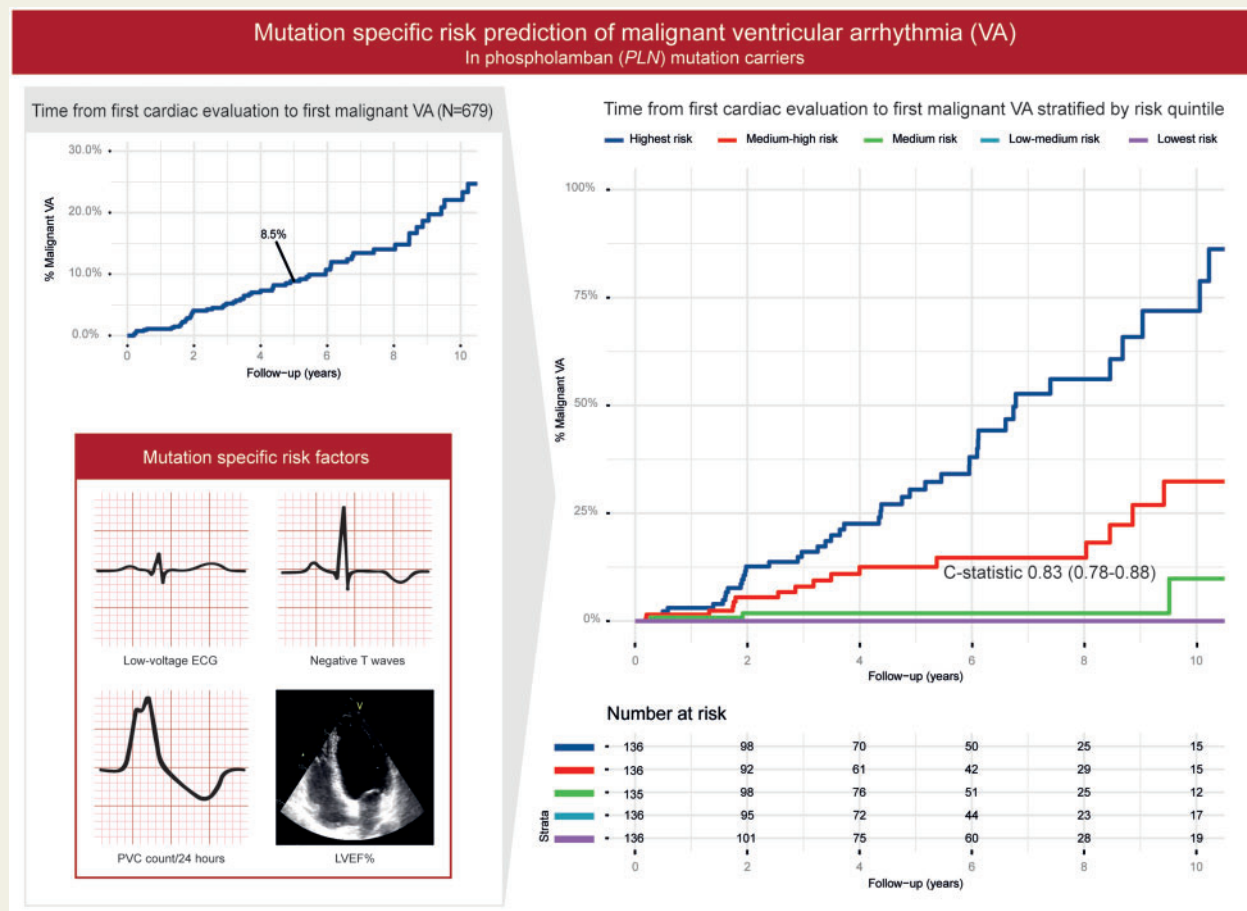 Mutation specific risk prediction of malignant ventricular arrhythmia (VA)
In phospholamban (PLN) mutation carriers
Time from first cardiac evaluation to first malignant VA (N=679)
30.0%
20.0%
10.0%
0.0%
% Malignant VA
8.5%
0 2 4 6 8 10
Follow-up (years)
Mutation specific risk factors
Low-voltage ECG
Negative T waves
PVC count/24 hours
V
LVEF%
Time from first cardiac evaluation to first malignant VA stratified by risk quintile
Highest risk Medium-high risk Medium risk Low-medium risk Lowest risk
100%
75%
50%
25%
0%
% Malignant VA
C-statistic 0.83 (0.78-0.88)
0 2 4 6 8 10
Follow-up (years)
Number at risk
Strata
136 98 70 50 25 15
136 92 61 42 29 15
135 98 76 51 25 12
136 95 72 44 23 17
136 101 75 60 28 19
0 2 4 6 8 10
Follow-up (years)